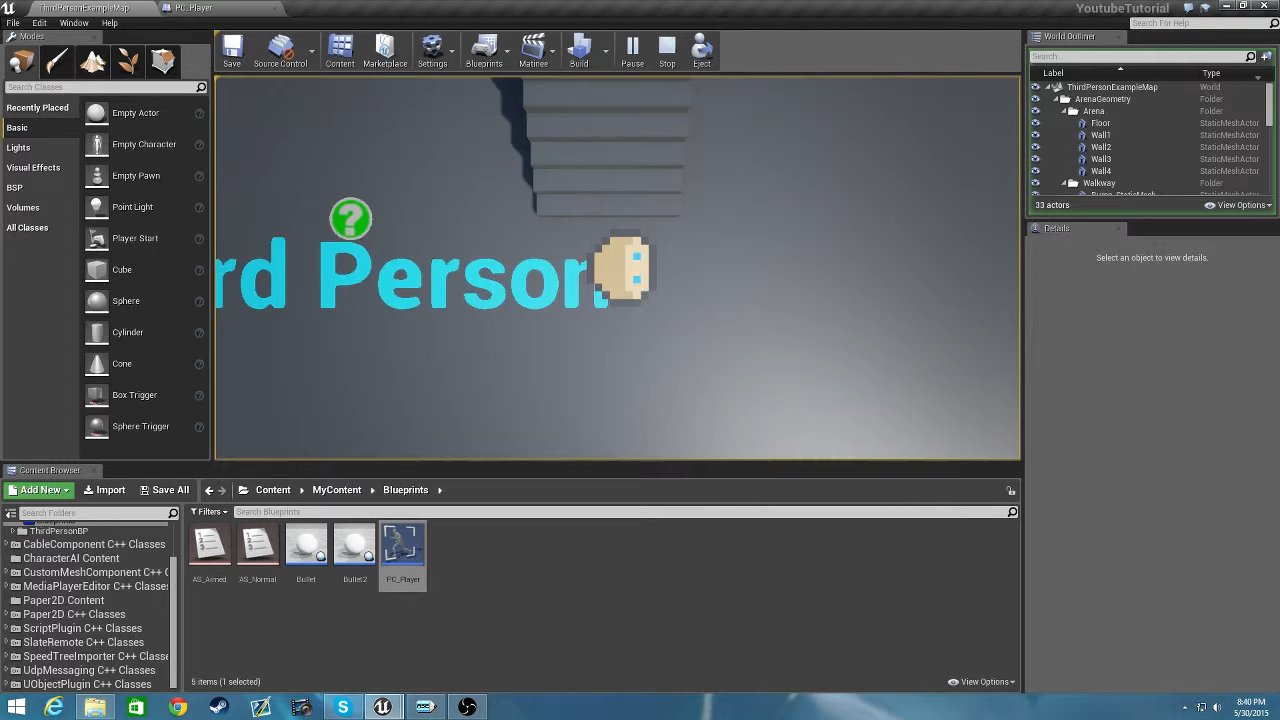 ThirdPersonExampleMap
PC_Player
YoutubeTutorial
File Edit Window Help
Search For Help
Modes
Search Classes
Recently Placed
Basic
Lights
Visual Effects
BSP
Volumes
All Classes
Empty Actor
Empty Character
Empty Pawn
Point Light
Player Start
Cube
Sphere
Cylinder
Cone
Box Trigger
Sphere Trigger
Save
Source Control
Content
Marketplace
Settings
Blueprints
Matinee
Build
Pause
Stop
Eject
rd Person
World Outliner
Search...
Label Type
ThirdPersonExampleMap World
ArenaGeometry Folder
Arena Folder
Floor StaticMeshActor
Wall1 StaticMeshActor
Wall2 StaticMeshActor
Wall3 StaticMeshActor
Wall4 StaticMeshActor
Walkway Folder
33 actors View Options
Details
Select an object to view details.
Content Browser
Add New Import Save All Content MyContent Blueprints
Search Folders
Filters Search Blueprints
ThirdPersonBP
CableComponent C++ Classes
CharacterAI Content
CustomMeshComponent C++ C
MediaPlayerEditor C++ Classes
Paper2D Content
Paper2D C++ Classes
ScriptPlugin C++ Classes
SlateRemote C++ Classes
SpeedTreeImporter C++ Classe
UdpMessaging C++ Classes
UObjectPlugin C++ Classes
AS_Aimed
AS_Normal
Bullet
Bullet2
PC_Player
5 items (1 selected) View Options
8:40 PM
5/30/2015